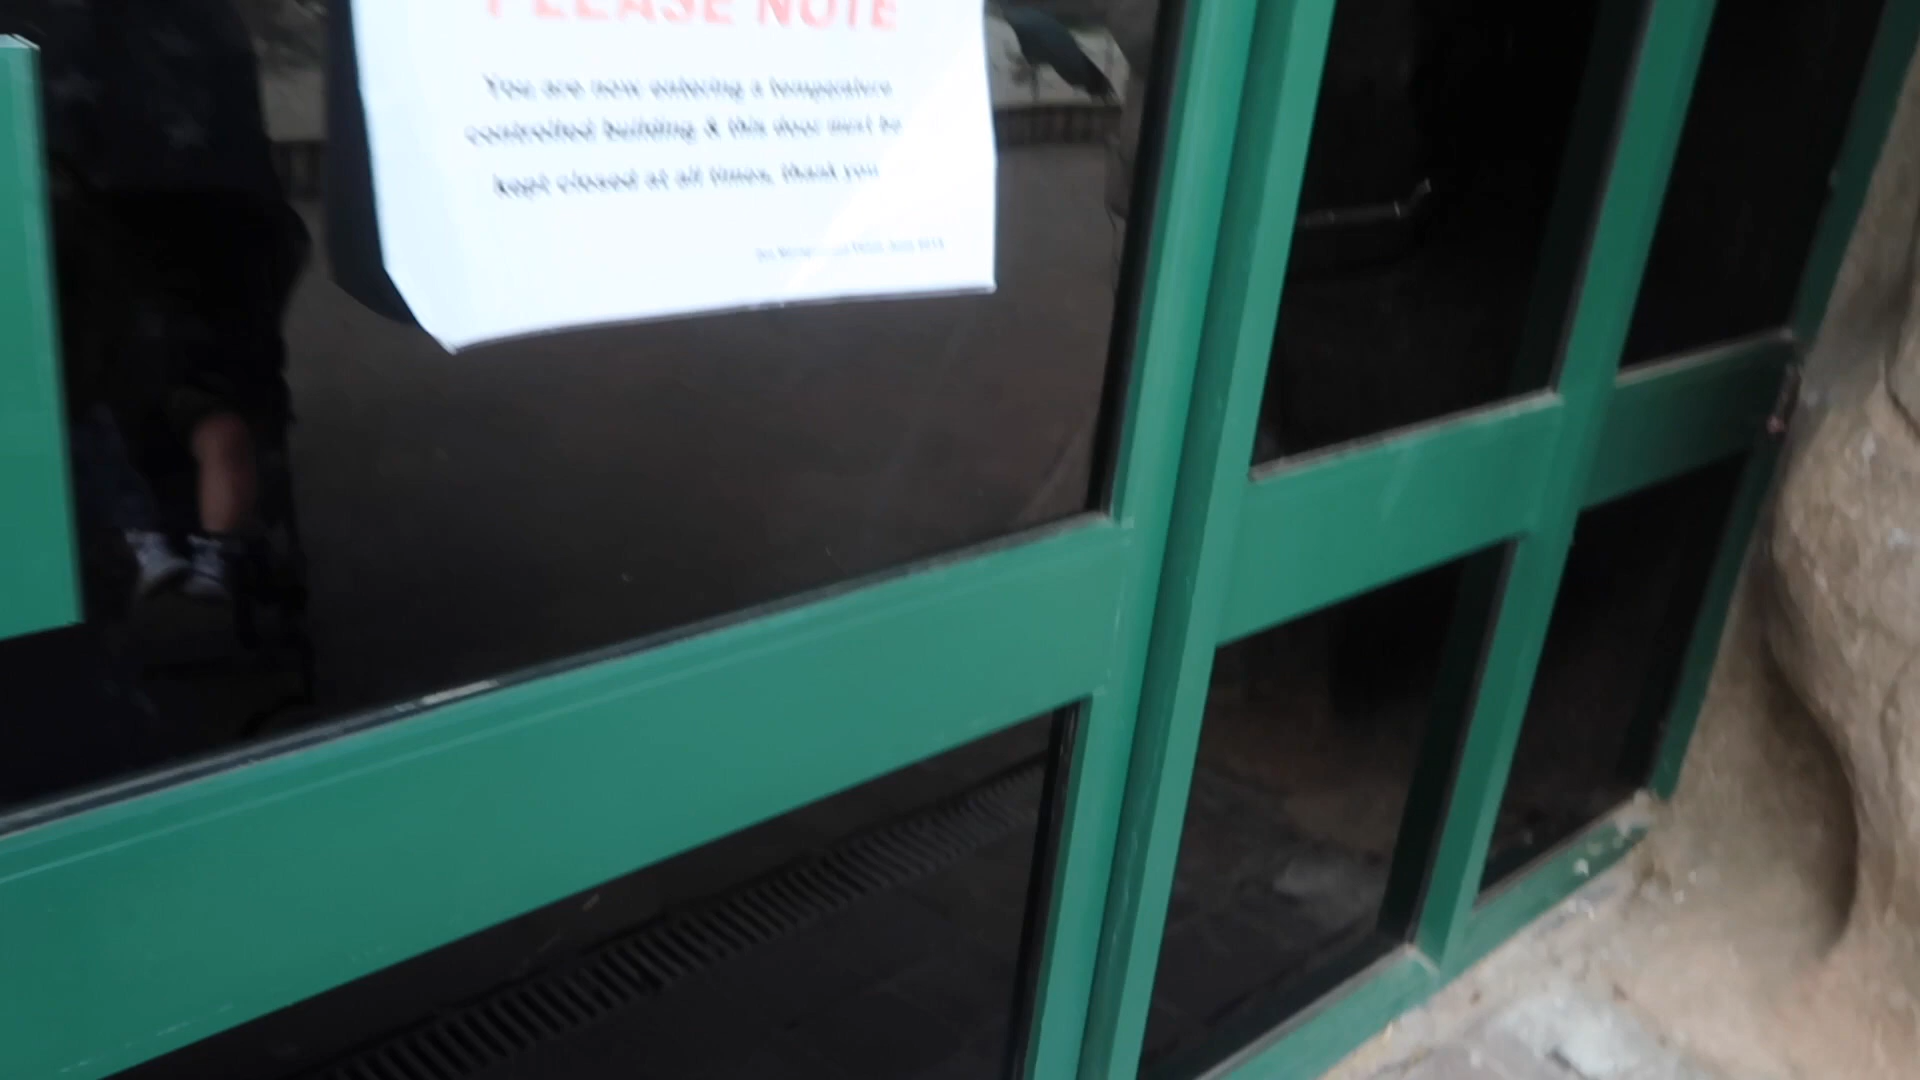 PLEASE NOTE
You are now entering a temperature
controlled building & this door must be
kept closed at all times, thank you